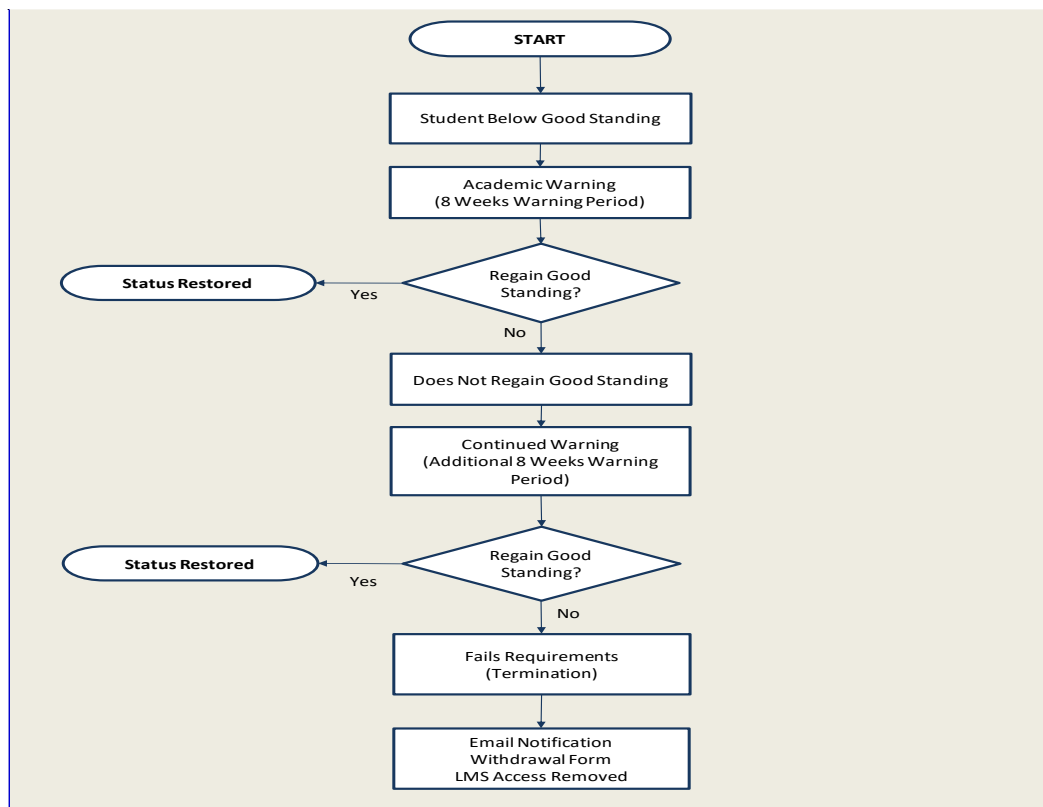 START
Student Below Good Standing
Academic Warning
(8 Weeks Warning Period)
Regain Good
Standing?
Status Restored
Yes
No
Does Not Regain Good Standing
Continued Warning
(Additional 8 Weeks Warning
Period)
Regain Good
Standing?
Status Restored
Yes
No
Fails Requirements
(Termination)
Email Notification
Withdrawal Form
LMS Access Removed